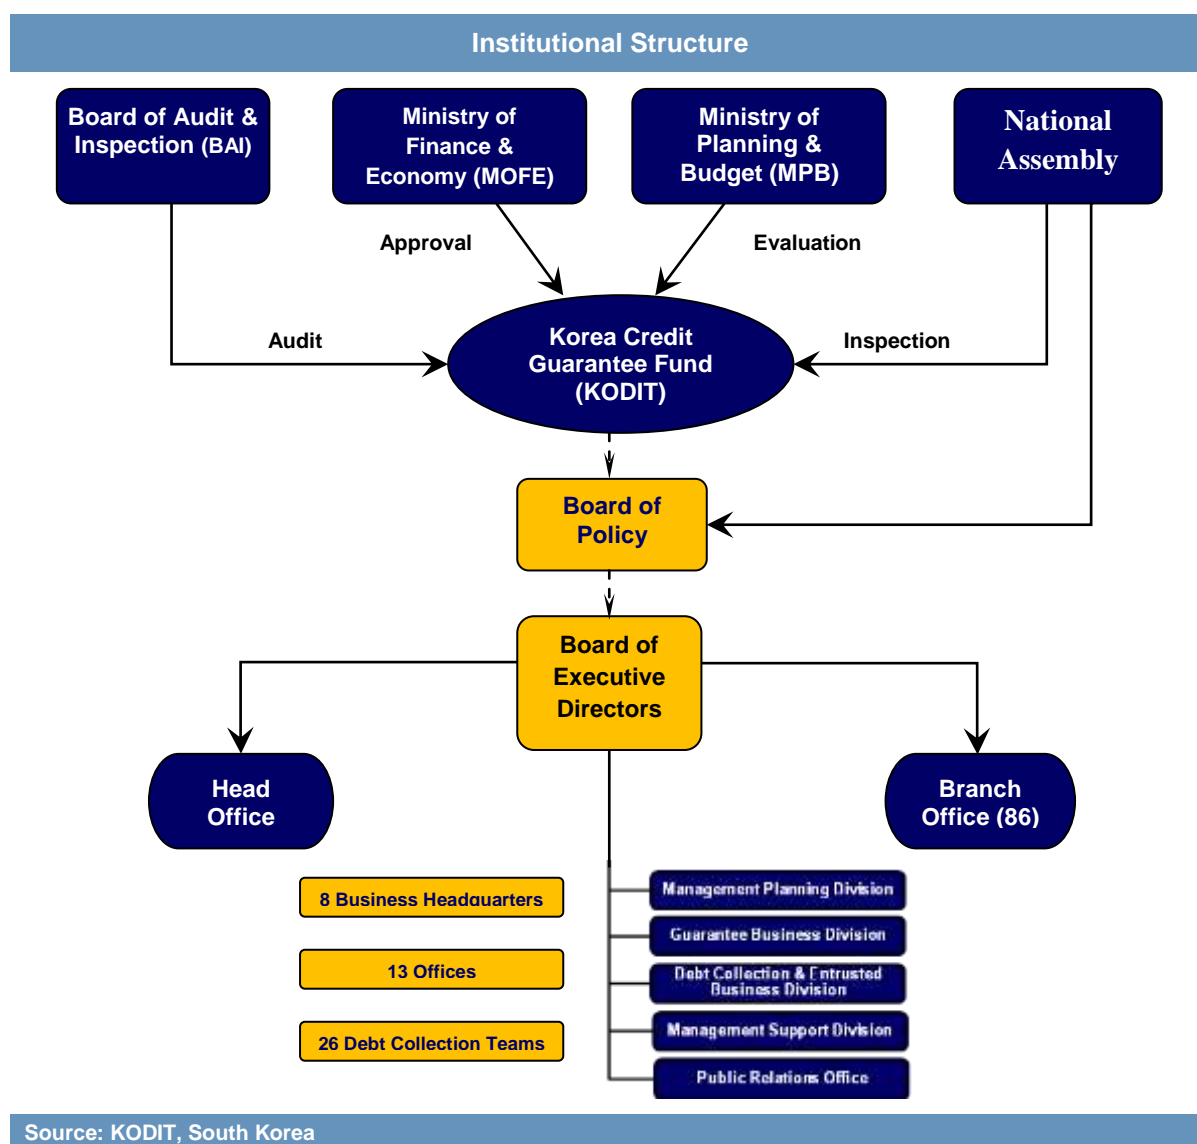 Institutional Structure
Board of Audit &
Inspection (BAI)
Ministry of
Finance &
Economy (MOFE)
Ministry of
Planning &
Budget (MPB)
National
Assembly
Approval
Evaluation
Audit
Inspection
Korea Credit
Guarantee Fund
(KODIT)
Board of
Policy
Board of
Executive
Directors
Head
Office
Branch
Office (86)
8 Business Headquarters
13 Offices
26 Debt Collection Teams
Management Planning Division
Guarantee Business Division
Debt Collection & Entrusted
Business Division
Management Support Division
Public Relations Office
Source: KODIT, South Korea